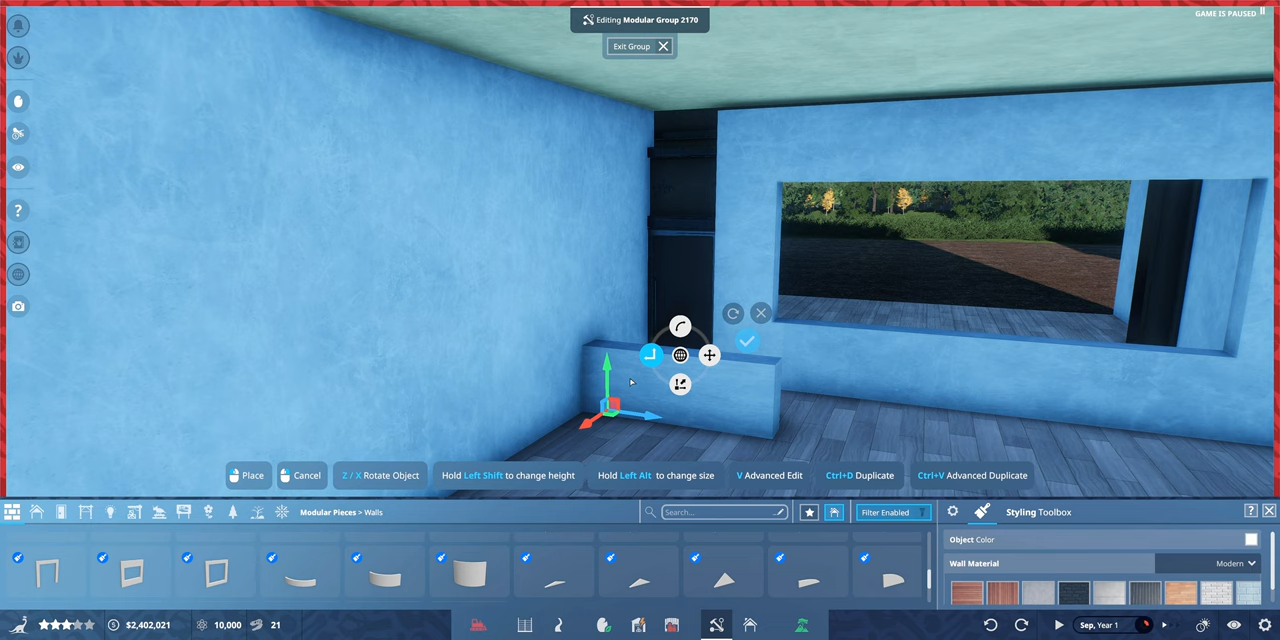 Editing Modular Group 2170
GAME IS PAUSED
Exit Group
?
Place
Cancel
Z / X Rotate Object
Hold Left Shift to change height
Hold Left Alt to change size
V Advanced Edit
Ctrl+D Duplicate
Ctrl+V Advanced Duplicate
Modular Pieces > Walls
Search...
Filter Enabled
Styling Toolbox
?
Object Color
Wall Material
Modern
$2,402,021
10,000
21
Sep, Year 1